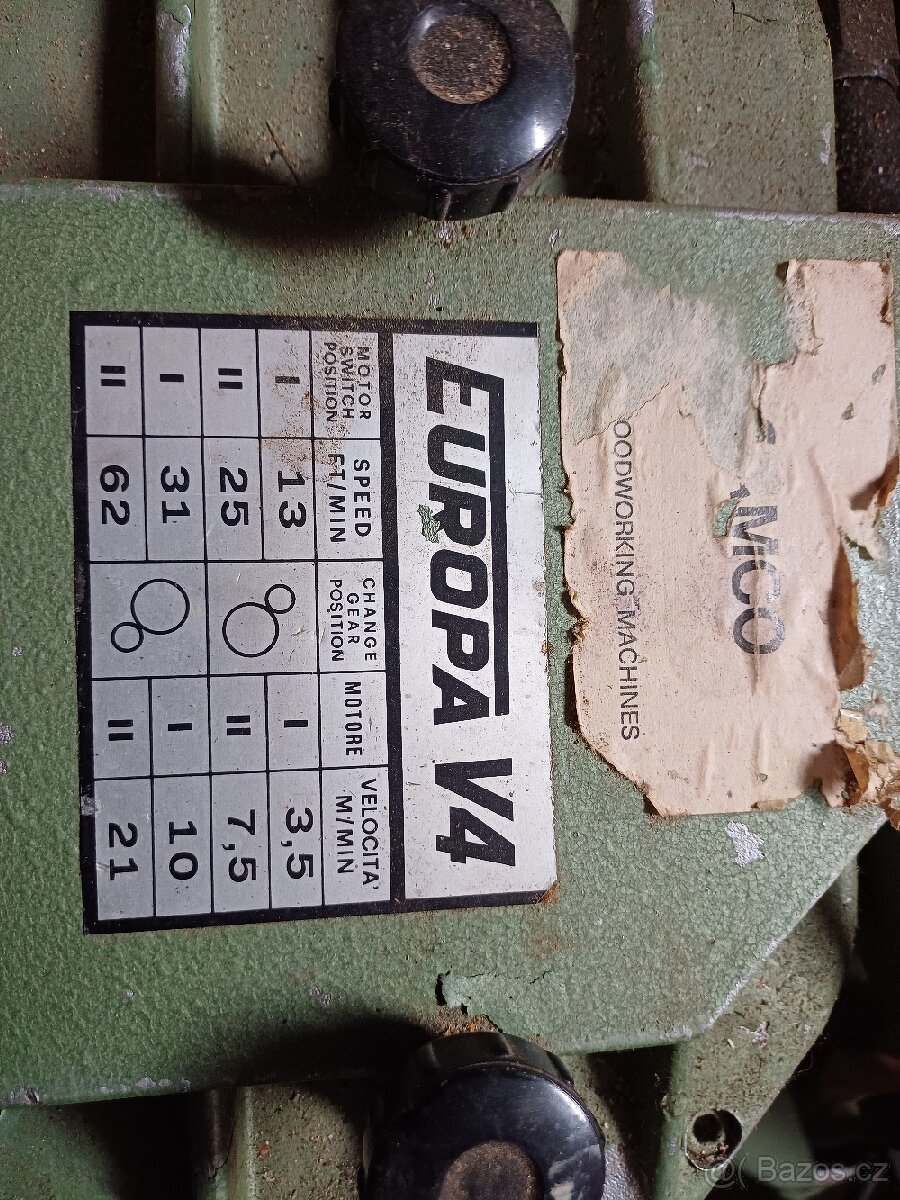 MCO
WOODWORKING MACHINES
EUROPA V4
MOTOR SWITCH POSITION SPEED FT/MIN CHANGE GEAR POSITION MOTORE VELOCITA' M/MIN
I 13 I 3,5
II 25 II 7,5
I 31 I 10
II 62 II 21
@( Bazos.cz